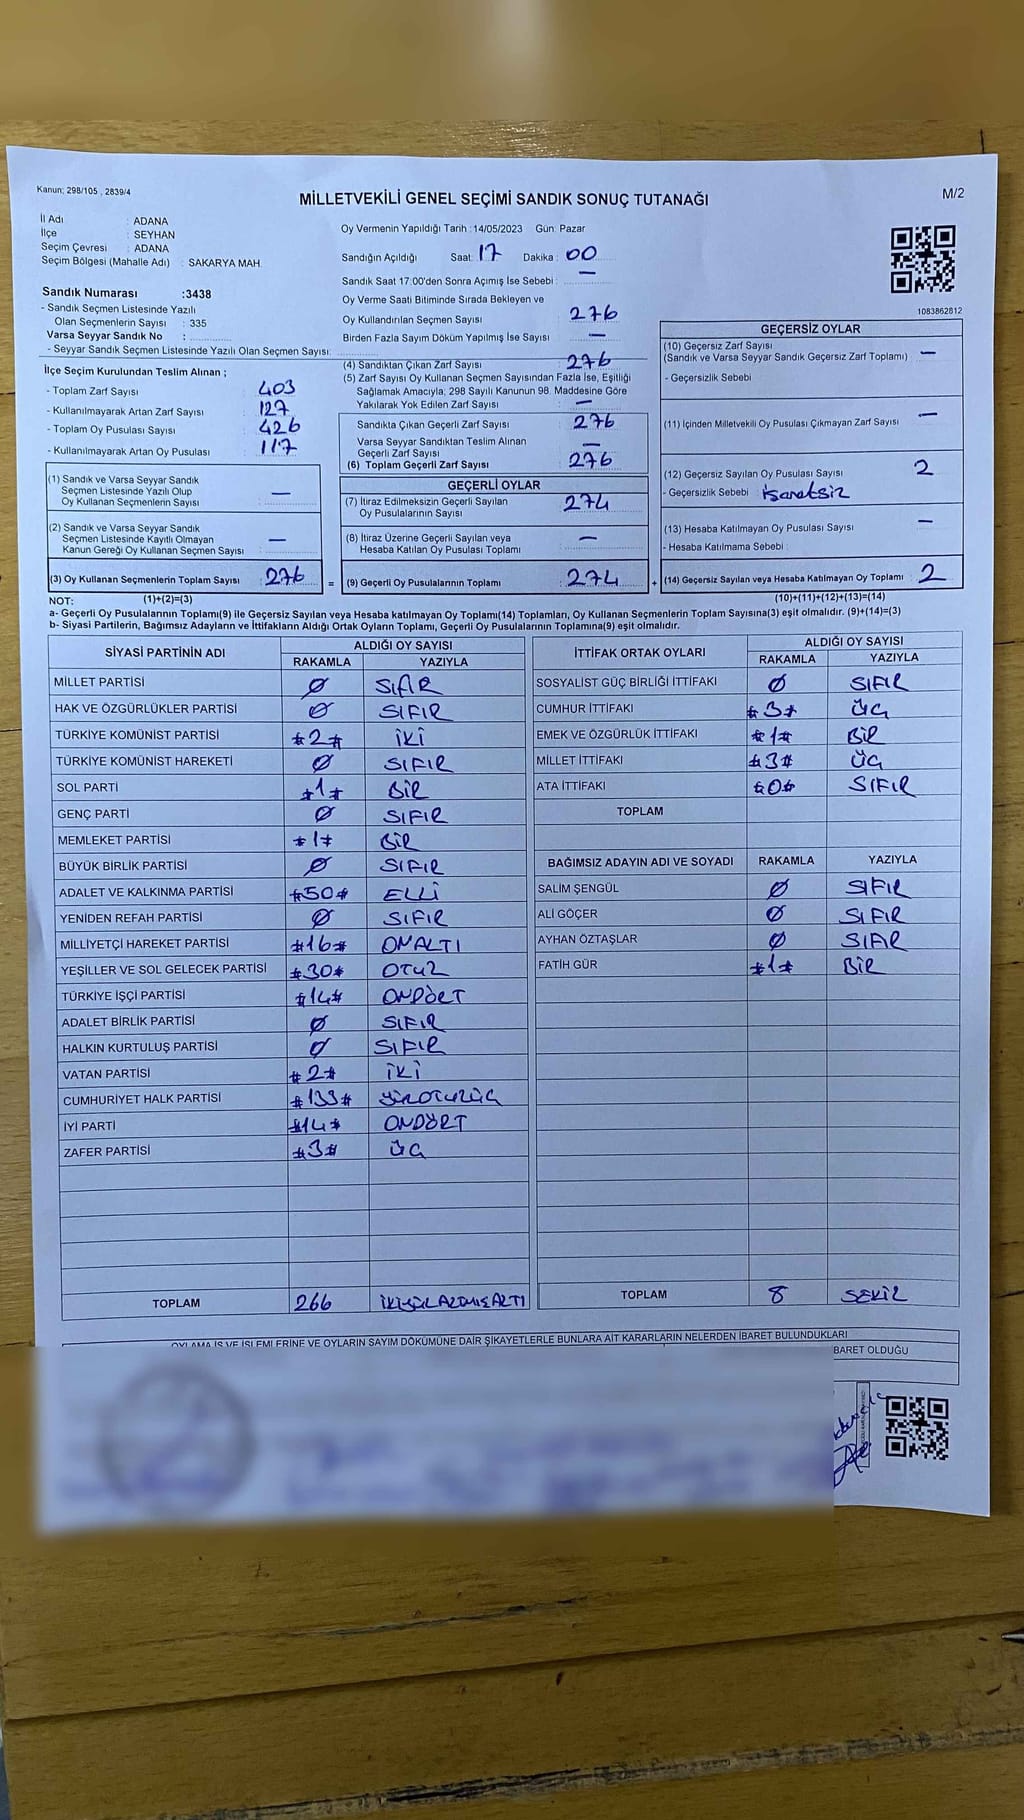 Kanun; 298/105 , 2839/4
MİLLETVEKİLİ GENEL SEÇİMİ SANDIK SONUÇ TUTANAĞI
M/2
İl Adı : ADANA
İlçe : SEYHAN
Seçim Çevresi : ADANA
Seçim Bölgesi (Mahalle Adı) : SAKARYA MAH.
Sandık Numarası :3438
- Sandık Seçmen Listesinde Yazılı
Olan Seçmenlerin Sayısı : 335
Varsa Seyyar Sandık No :
- Seyyar Sandık Seçmen Listesinde Yazılı Olan Seçmen Sayısı:
İlçe Seçim Kurulundan Teslim Alınan ;
- Toplam Zarf Sayısı 403
- Kullanılmayarak Artan Zarf Sayısı 127
- Toplam Oy Pusulası Sayısı 426
- Kullanılmayarak Artan Oy Pusulası 117
(1) Sandık ve Varsa Seyyar Sandık
Seçmen Listesinde Yazılı Olup
Oy Kullanan Seçmenlerin Sayısı —
(2) Sandık ve Varsa Seyyar Sandık
Seçmen Listesinde Kayıtlı Olmayan
Kanun Gereği Oy Kullanan Seçmen Sayısı —
(3) Oy Kullanan Seçmenlerin Toplam Sayısı 276 =
(1)+(2)=(3)
Oy Vermenin Yapıldığı Tarih : 14/05/2023 Gün: Pazar
Sandığın Açıldığı Saat: 17 Dakika : 00
Sandık Saat 17:00'den Sonra Açımış İse Sebebi : —
Oy Verme Saati Bitiminde Sırada Bekleyen ve
Oy Kullandırılan Seçmen Sayısı 276
Birden Fazla Sayım Döküm Yapılmış İse Sayısı —
(4) Sandıktan Çıkan Zarf Sayısı 276
(5) Zarf Sayısı Oy Kullanan Seçmen Sayısından Fazla İse, Eşitliği
Sağlamak Amacıyla; 298 Sayılı Kanunun 98. Maddesine Göre
Yakılarak Yok Edilen Zarf Sayısı —
Sandıkta Çıkan Geçerli Zarf Sayısı 276
Varsa Seyyar Sandıktan Teslim Alınan
Geçerli Zarf Sayısı —
(6) Toplam Geçerli Zarf Sayısı 276
GEÇERLİ OYLAR
(7) İtiraz Edilmeksizin Geçerli Sayılan
Oy Pusulalarının Sayısı 274
(8) İtiraz Üzerine Geçerli Sayılan veya
Hesaba Katılan Oy Pusulası Toplamı —
(9) Geçerli Oy Pusulalarının Toplamı 274 +
1083862812
GEÇERSİZ OYLAR
(10) Geçersiz Zarf Sayısı
(Sandık ve Varsa Seyyar Sandık Geçersiz Zarf Toplamı) —
- Geçersizlik Sebebi
(11) İçinden Milletvekili Oy Pusulası Çıkmayan Zarf Sayısı —
(12) Geçersiz Sayılan Oy Pusulası Sayısı 2
- Geçersizlik Sebebi işaretsiz
(13) Hesaba Katılmayan Oy Pusulası Sayısı —
- Hesaba Katılmama Sebebi :
(14) Geçersiz Sayılan veya Hesaba Katılmayan Oy Toplamı 2
(10)+(11)+(12)+(13)=(14)
NOT:
a- Geçerli Oy Pusulalarının Toplamı(9) ile Geçersiz Sayılan veya Hesaba katılmayan Oy Toplamı(14) Toplamları, Oy Kullanan Seçmenlerin Toplam Sayısına(3) eşit olmalıdır. (9)+(14)=(3)
b- Siyasi Partilerin, Bağımsız Adayların ve İttifakların Aldığı Ortak Oyların Toplamı, Geçerli Oy Pusulalarının Toplamına(9) eşit olmalıdır.
SİYASİ PARTİNİN ADI ALDIĞI OY SAYISI
RAKAMLA YAZIYLA
MİLLET PARTİSİ 0 SIFIR
HAK VE ÖZGÜRLÜKLER PARTİSİ 0 SIFIR
TÜRKİYE KOMÜNİST PARTİSİ #2# İKİ
TÜRKİYE KOMÜNİST HAREKETİ 0 SIFIR
SOL PARTİ #1# BİR
GENÇ PARTİ 0 SIFIR
MEMLEKET PARTİSİ #1# BİR
BÜYÜK BİRLİK PARTİSİ 0 SIFIR
ADALET VE KALKINMA PARTİSİ #50# ELLİ
YENİDEN REFAH PARTİSİ 0 SIFIR
MİLLİYETÇİ HAREKET PARTİSİ #16# ONALTI
YEŞİLLER VE SOL GELECEK PARTİSİ #30# OTUZ
TÜRKİYE İŞÇİ PARTİSİ #14# ONDÖRT
ADALET BİRLİK PARTİSİ 0 SIFIR
HALKIN KURTULUŞ PARTİSİ 0 SIFIR
VATAN PARTİSİ #2# İKİ
CUMHURİYET HALK PARTİSİ #133# YÜZOTUZÜÇ
İYİ PARTİ #14# ONDÖRT
ZAFER PARTİSİ #3# ÜÇ
TOPLAM 266 İKİYÜZALTMIŞALTI
İTTİFAK ORTAK OYLARI ALDIĞI OY SAYISI
RAKAMLA YAZIYLA
SOSYALİST GÜÇ BİRLİĞİ İTTİFAKI 0 SIFIR
CUMHUR İTTİFAKI #3# ÜÇ
EMEK VE ÖZGÜRLÜK İTTİFAKI #1# BİR
MİLLET İTTİFAKI #3# ÜÇ
ATA İTTİFAKI #0# SIFIR
TOPLAM
BAĞIMSIZ ADAYIN ADI VE SOYADI RAKAMLA YAZIYLA
SALİM ŞENGÜL 0 SIFIR
ALİ GÖÇER 0 SIFIR
AYHAN ÖZTAŞLAR 0 SIFIR
FATİH GÜR #1# BİR
TOPLAM 8 SEKİZ
OYLAMA İŞ VE İŞLEMLERİNE VE OYLARIN SAYIM DÖKÜMÜNE DAİR ŞİKAYETLERLE BUNLARA AİT KARARLARIN NELERDEN İBARET BULUNDUKLARI
BARET OLDUĞU